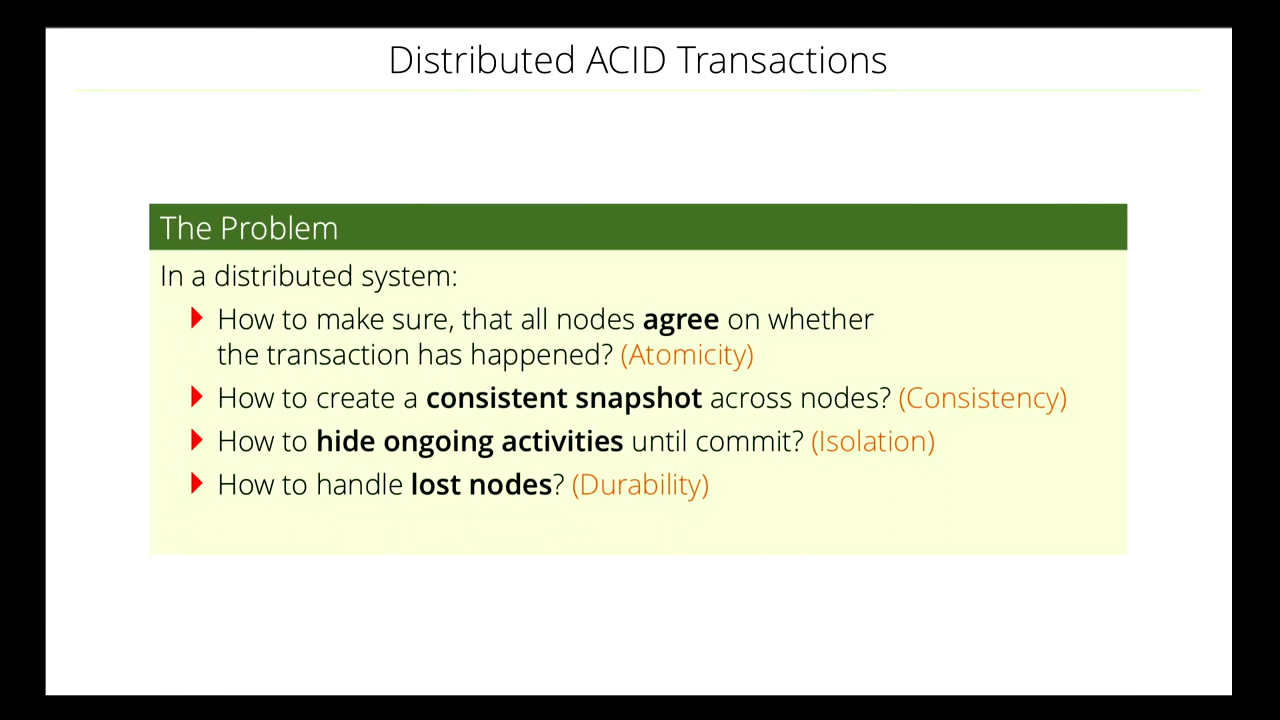 Distributed ACID Transactions
The Problem
In a distributed system:
How to make sure, that all nodes agree on whether
the transaction has happened? (Atomicity)
How to create a consistent snapshot across nodes? (Consistency)
How to hide ongoing activities until commit? (Isolation)
How to handle lost nodes? (Durability)